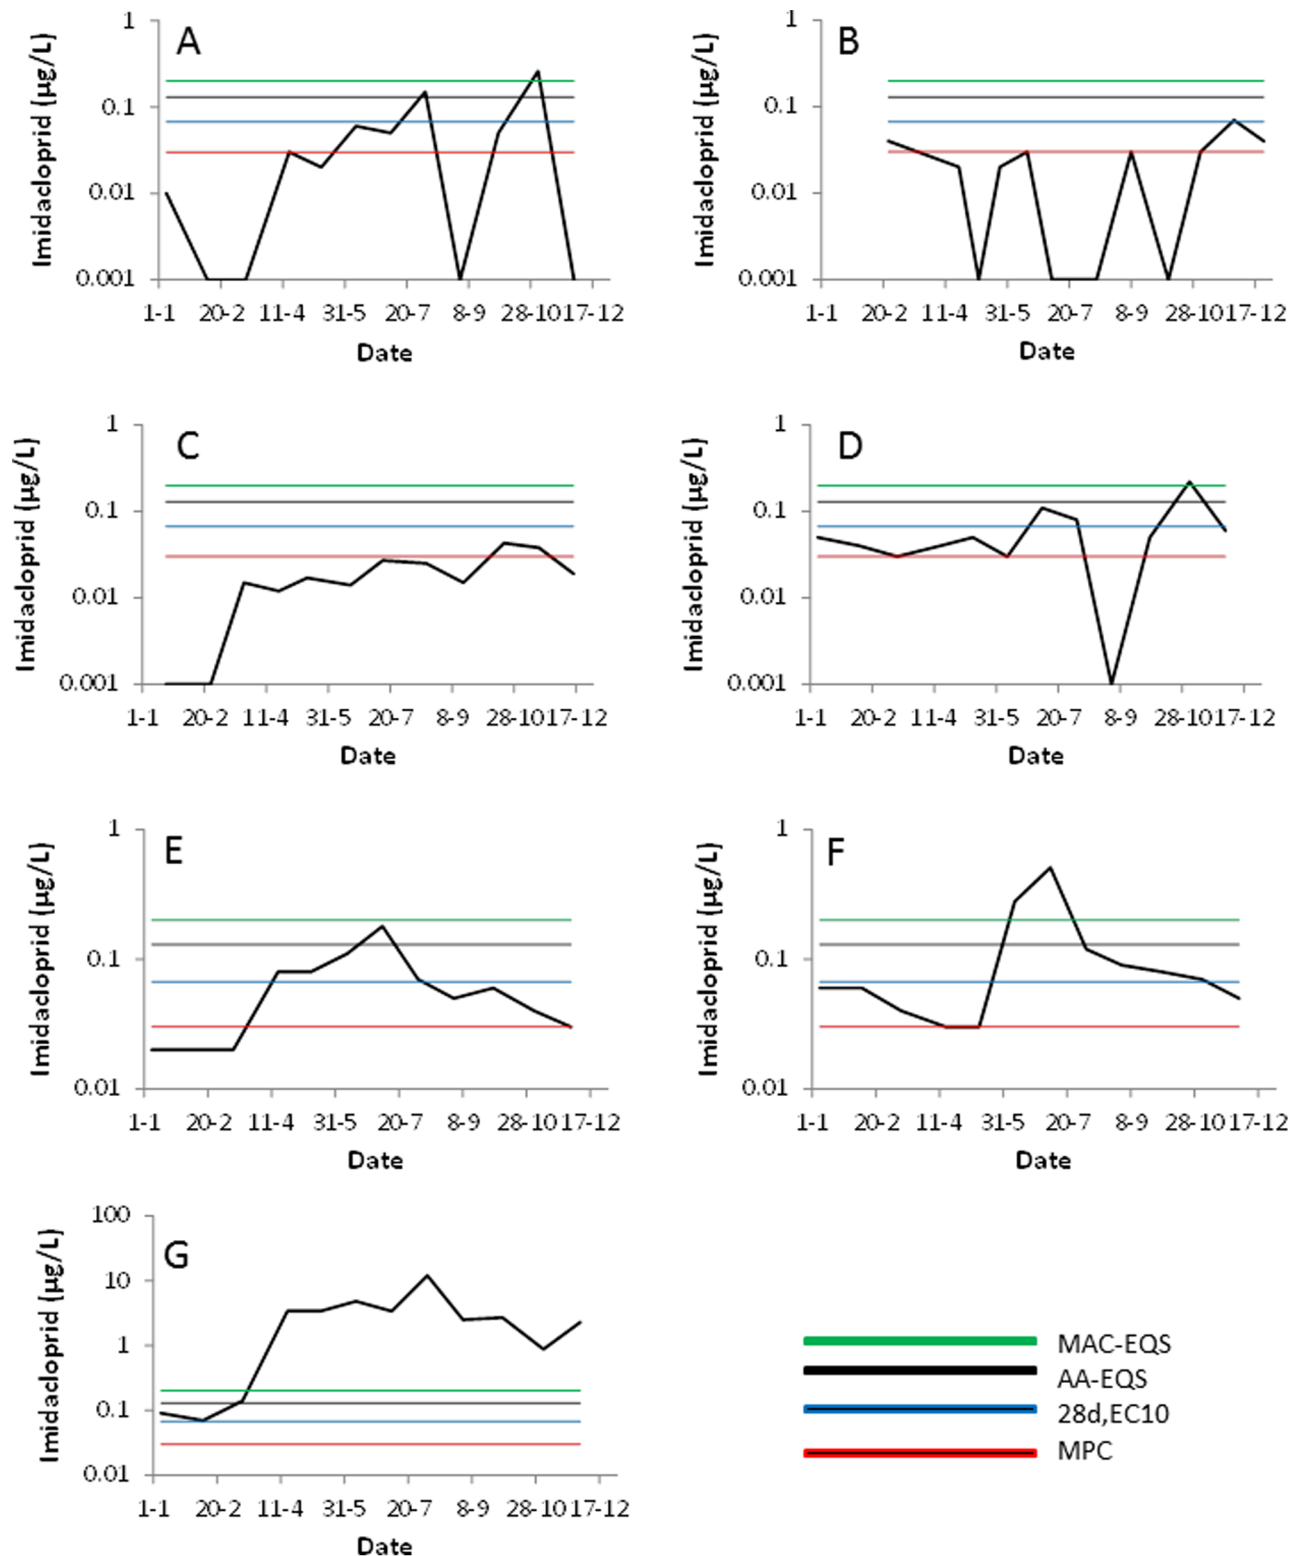 A
Imidacloprid (µg/L)
1
0.1
0.01
0.001
1-1 20-2 11-4 31-5 20-7 8-9 28-10 17-12
Date
B
Imidacloprid (µg/L)
1
0.1
0.01
0.001
1-1 20-2 11-4 31-5 20-7 8-9 28-10 17-12
Date
C
Imidacloprid (µg/L)
1
0.1
0.01
0.001
1-1 20-2 11-4 31-5 20-7 8-9 28-10 17-12
Date
D
Imidacloprid (µg/L)
1
0.1
0.01
0.001
1-1 20-2 11-4 31-5 20-7 8-9 28-10 17-12
Date
E
Imidacloprid (µg/L)
1
0.1
0.01
1-1 20-2 11-4 31-5 20-7 8-9 28-10 17-12
Date
F
Imidacloprid (µg/L)
1
0.1
0.01
1-1 20-2 11-4 31-5 20-7 8-9 28-10 17-12
Date
G
Imidacloprid (µg/L)
100
10
1
0.1
0.01
1-1 20-2 11-4 31-5 20-7 8-9 28-10 17-12
Date
MAC-EQS
AA-EQS
28d,EC10
MPC